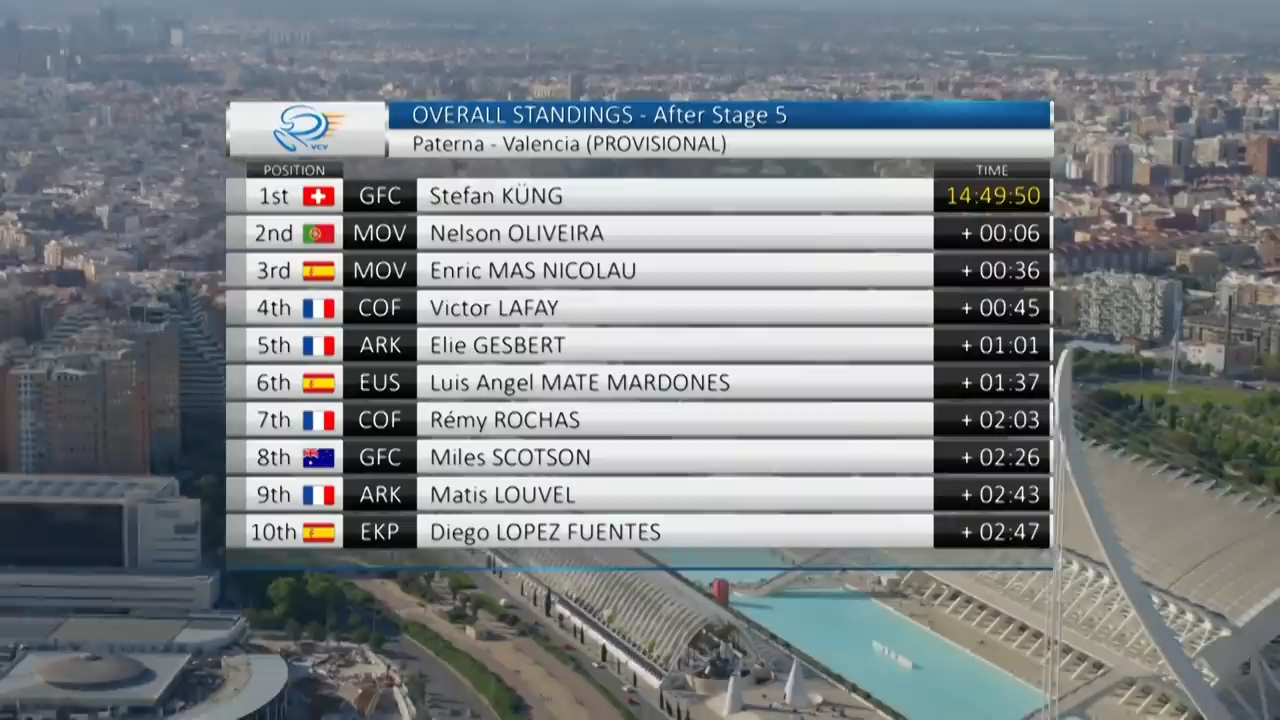 VCV
OVERALL STANDINGS - After Stage 5
Paterna - Valencia (PROVISIONAL)
POSITION TIME
1st GFC Stefan KÜNG 14:49:50
2nd MOV Nelson OLIVEIRA + 00:06
3rd MOV Enric MAS NICOLAU + 00:36
4th COF Victor LAFAY + 00:45
5th ARK Elie GESBERT + 01:01
6th EUS Luis Angel MATE MARDONES + 01:37
7th COF Rémy ROCHAS + 02:03
8th GFC Miles SCOTSON + 02:26
9th ARK Matis LOUVEL + 02:43
10th EKP Diego LOPEZ FUENTES + 02:47